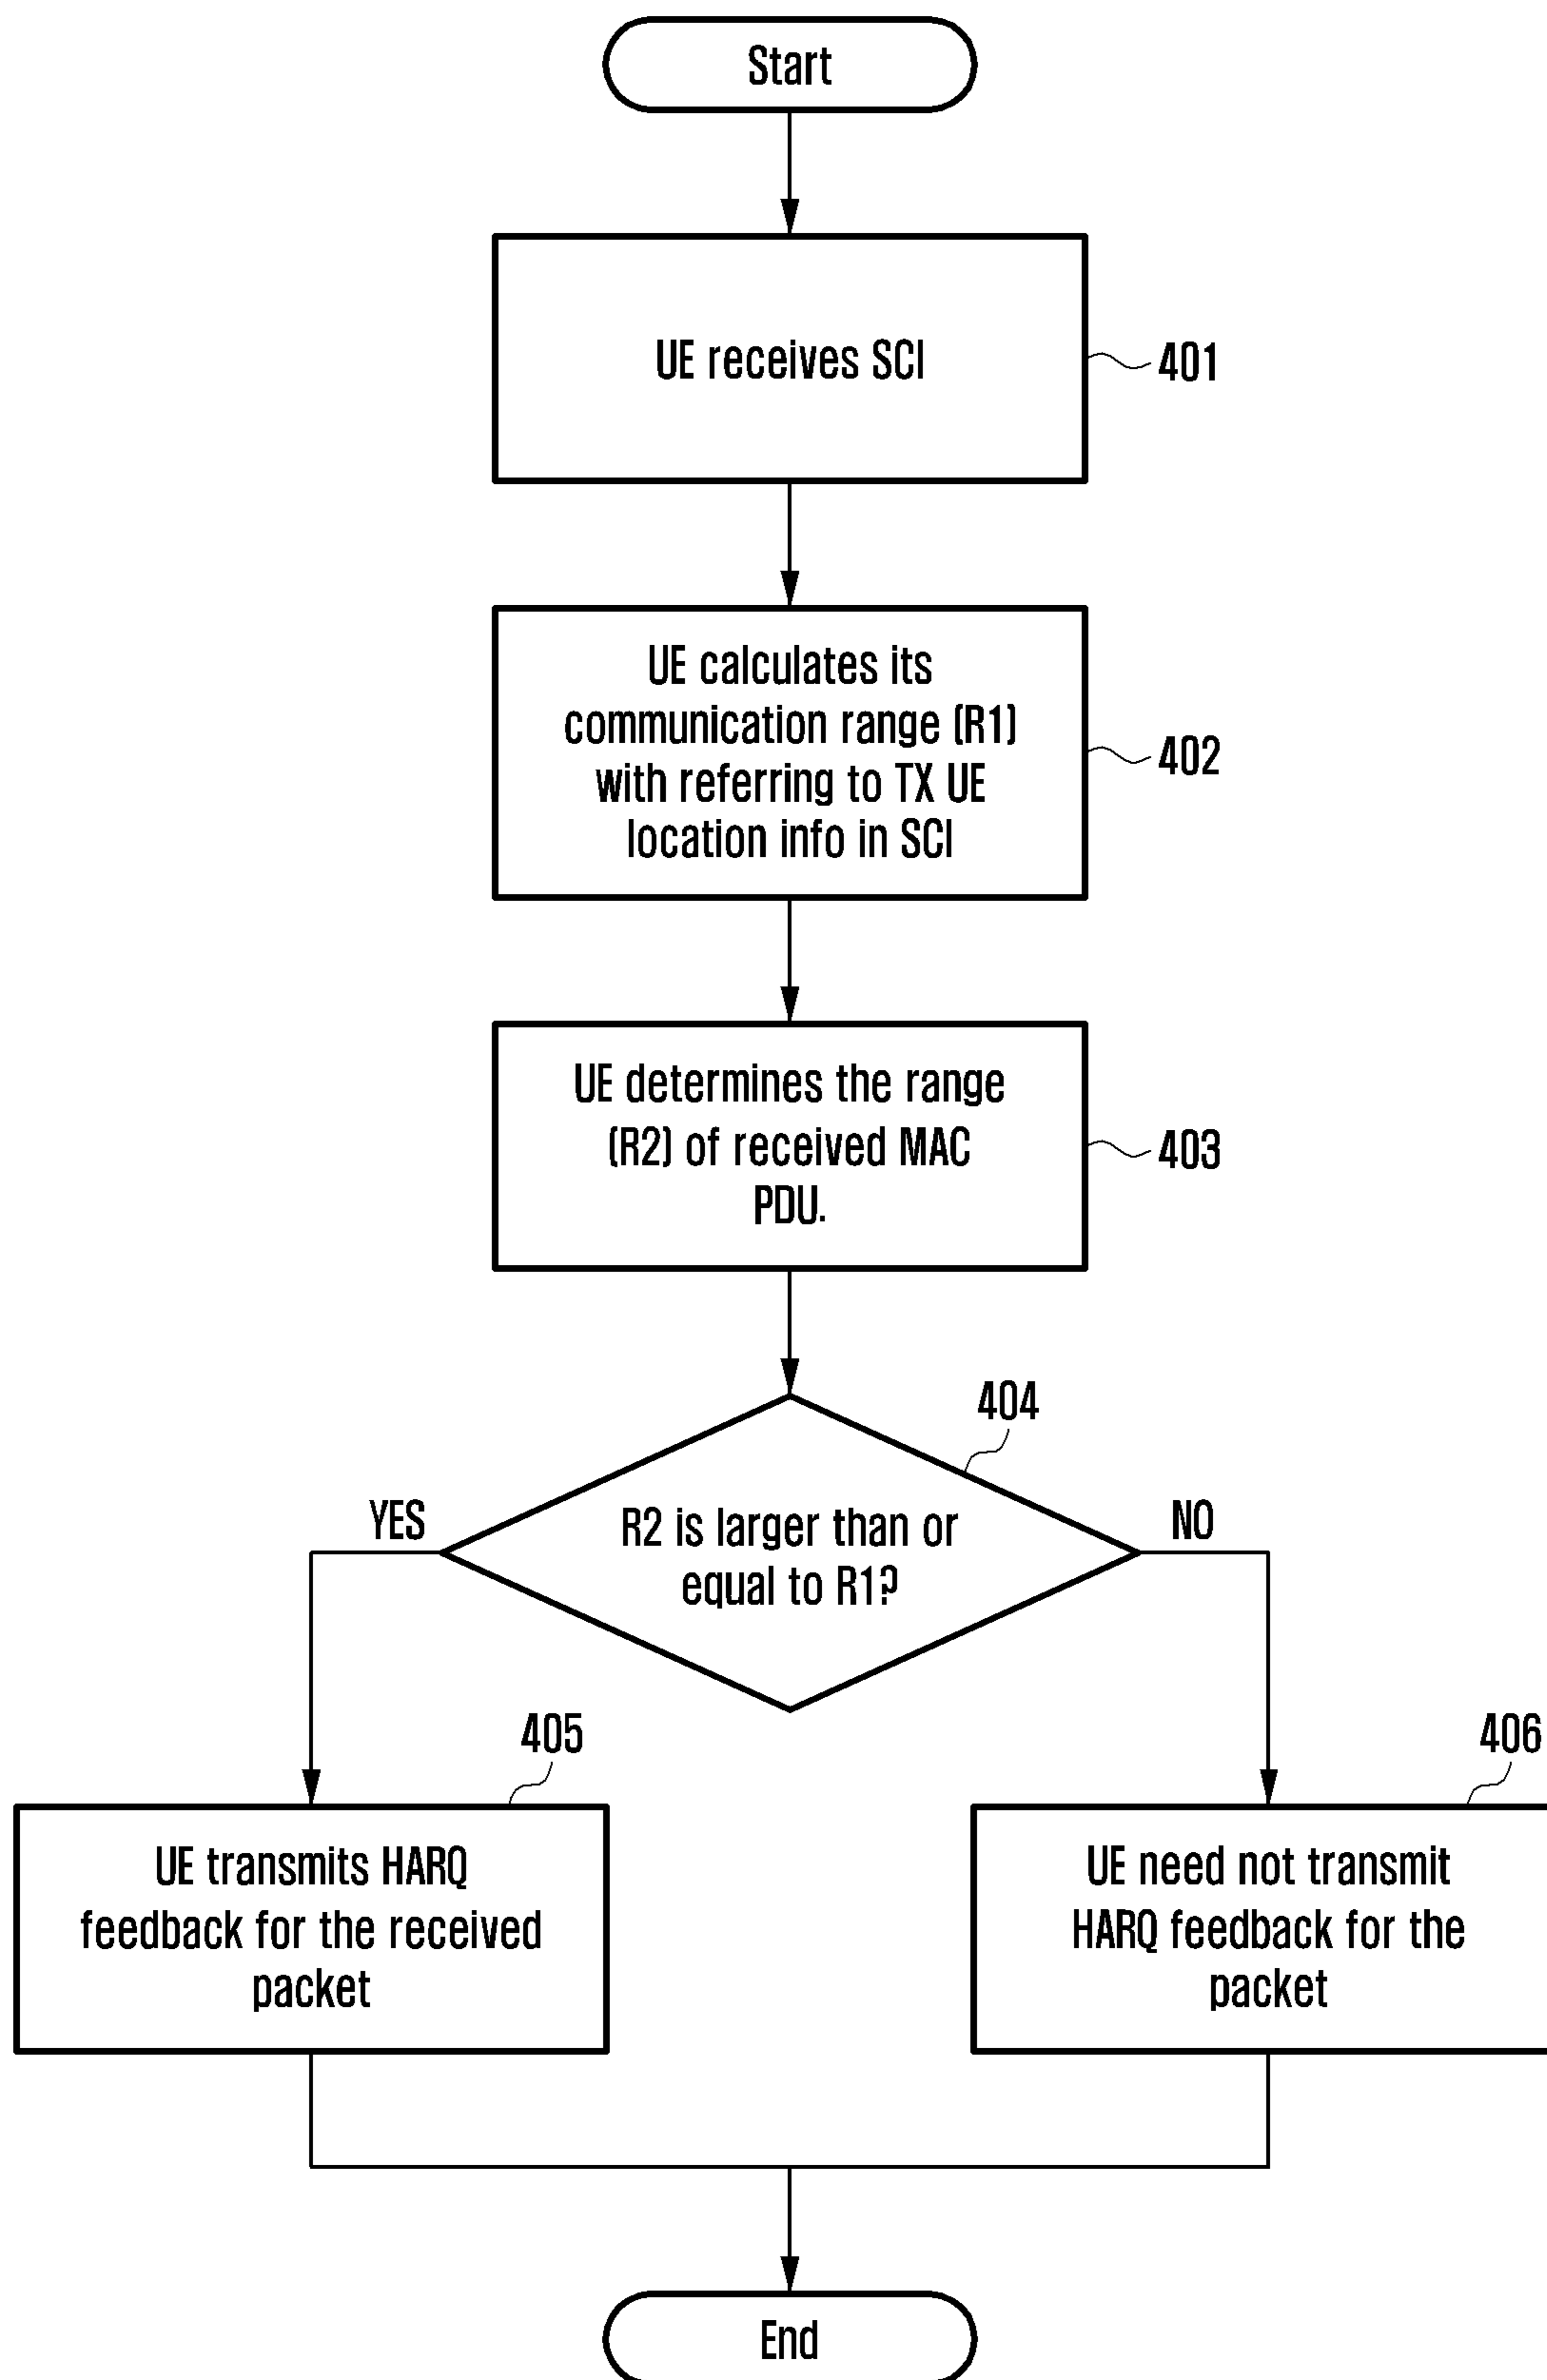 Start
UE receives SCI
401
UE calculates its
communication range (R1)
with referring to TX UE
location info in SCI
402
UE determines the range
(R2) of received MAC
PDU.
403
404
R2 is larger than or
equal to R1?
YES
NO
405
UE transmits HARQ
feedback for the received
packet
406
UE need not transmit
HARQ feedback for the
packet
End